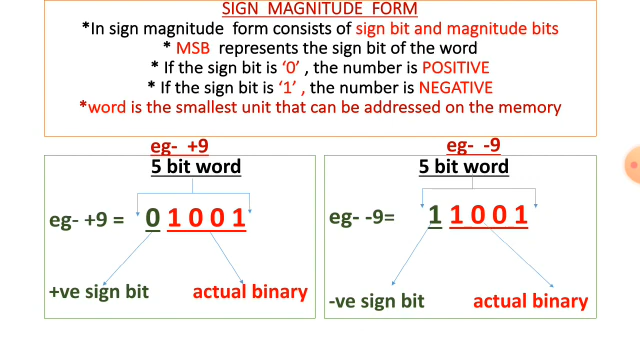 SIGN MAGNITUDE FORM
*In sign magnitude form consists of sign bit and magnitude bits
* MSB represents the sign bit of the word
* If the sign bit is ‘0’ , the number is POSITIVE
* If the sign bit is ‘1’ , the number is NEGATIVE
*word is the smallest unit that can be addressed on the memory
eg- +9
5 bit word
eg- +9 = 0 1 0 0 1
+ve sign bit actual binary
eg- -9
5 bit word
eg- -9= 1 1 0 0 1
-ve sign bit actual binary